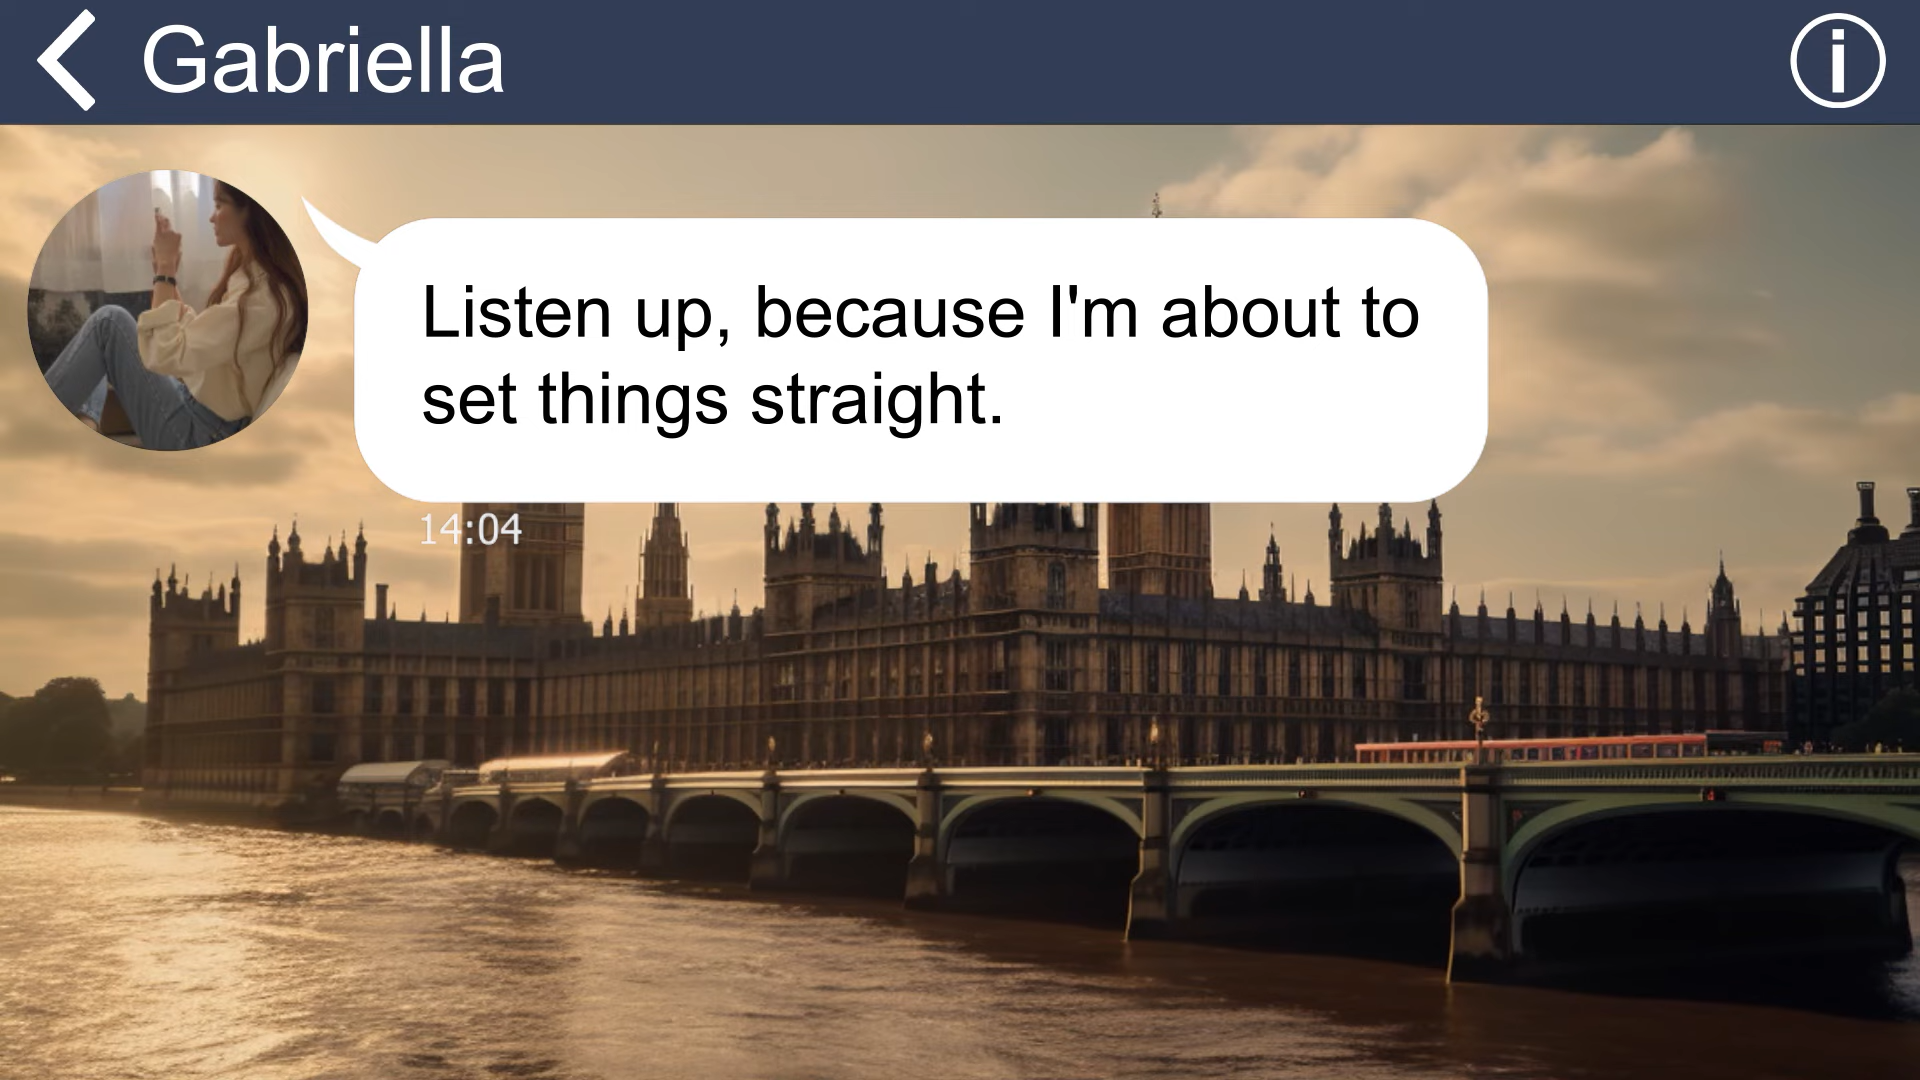 Gabriella
Listen up, because I'm about to
set things straight.
14:04